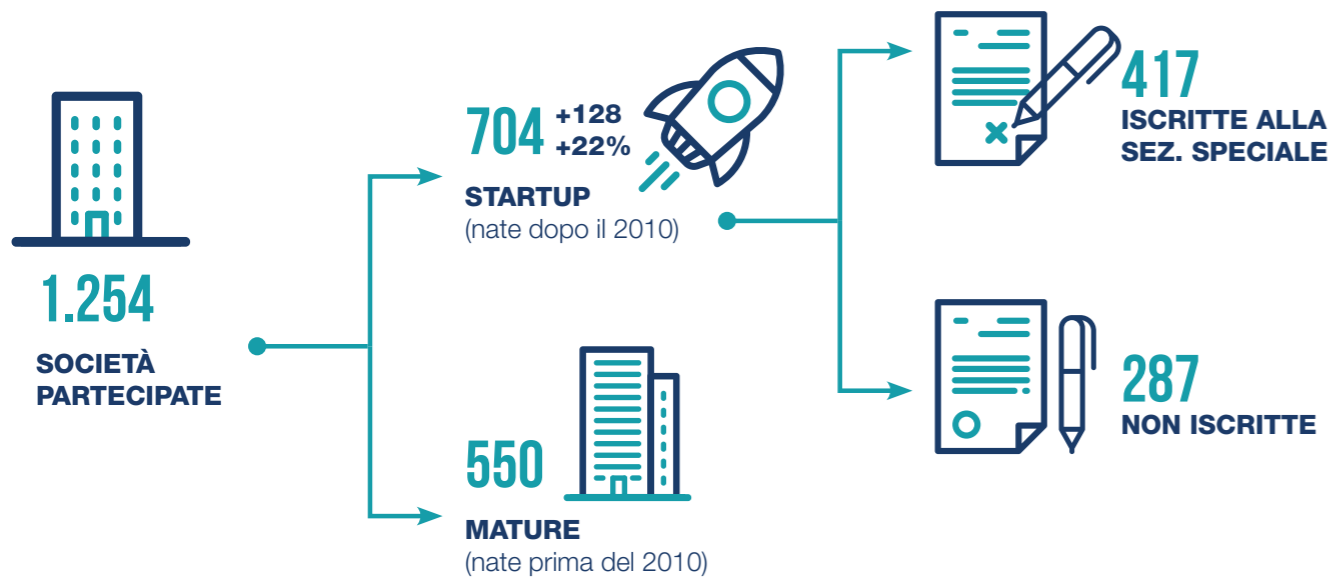 1.254
SOCIETÀ
PARTECIPATE
704 +128
+22%
STARTUP
(nate dopo il 2010)
550
MATURE
(nate prima del 2010)
417
ISCRITTE ALLA
SEZ. SPECIALE
287
NON ISCRITTE